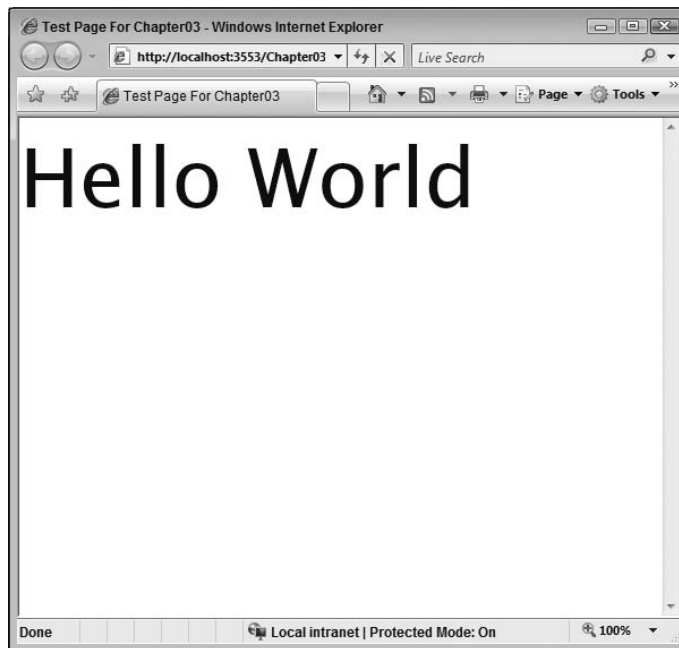 Test Page For Chapter03 - Windows Internet Explorer
http://localhost:3553/Chapter03
Live Search
Test Page For Chapter03
Page
Tools
Hello World
Done
Local intranet | Protected Mode: On
100%